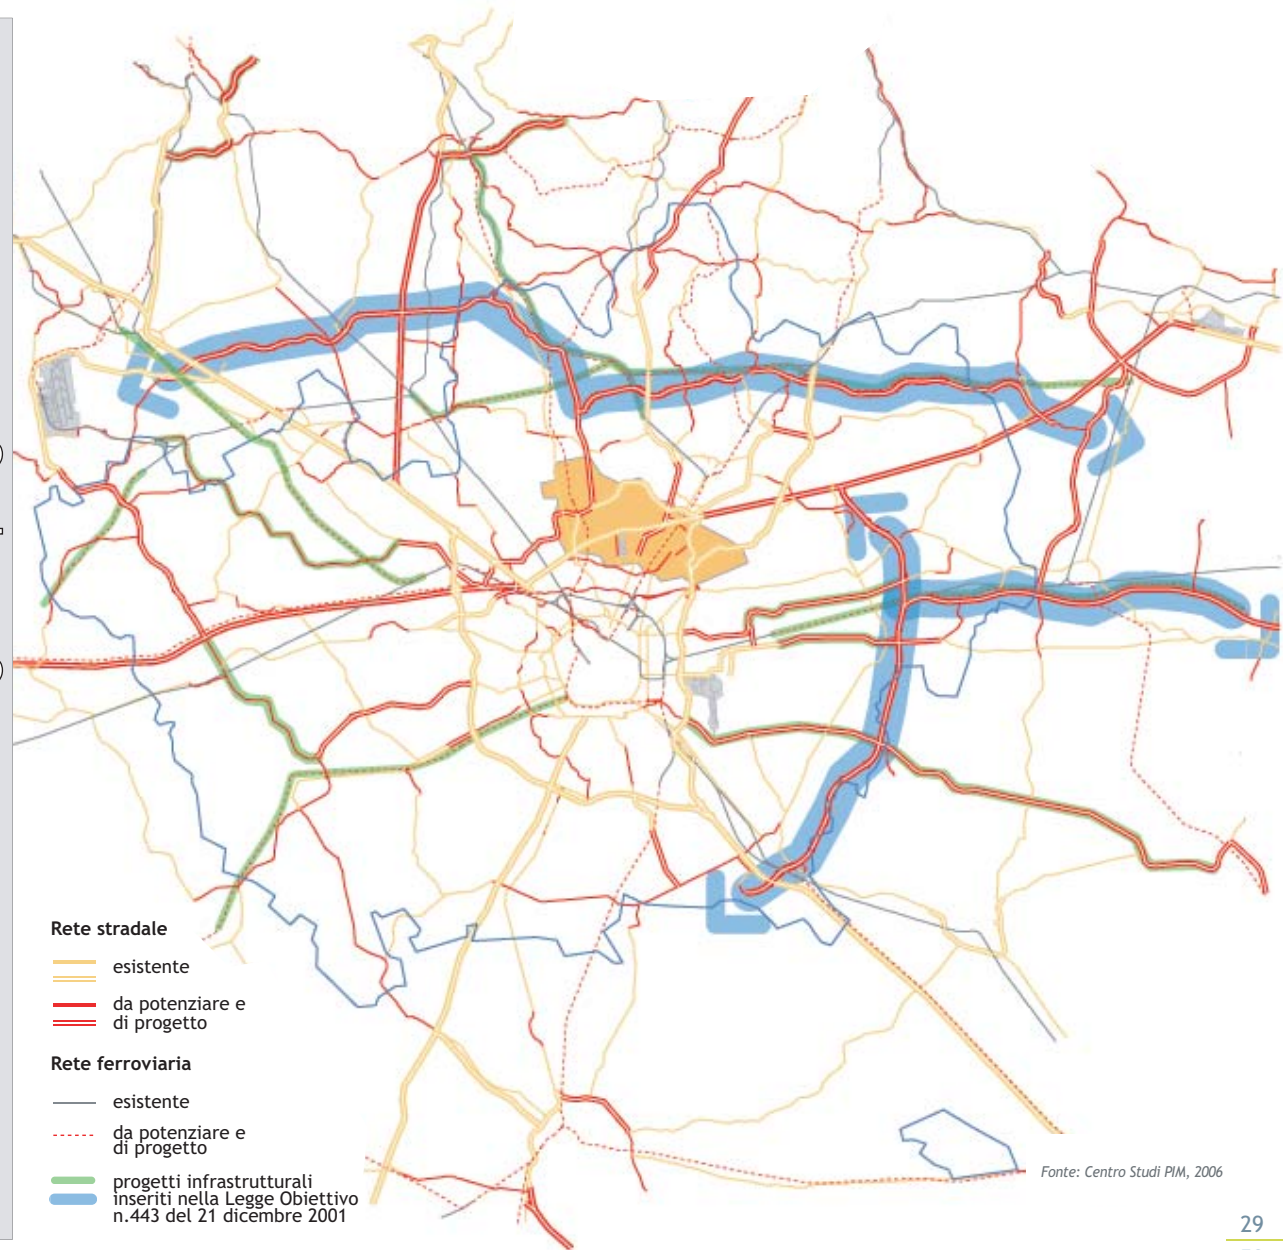 Rete stradale
esistente
da potenziare e
di progetto
Rete ferroviaria
esistente
da potenziare e
di progetto
progetti infrastrutturali
inseriti nella Legge Obiettivo
n.443 del 21 dicembre 2001
Fonte: Centro Studi PIM, 2006
29